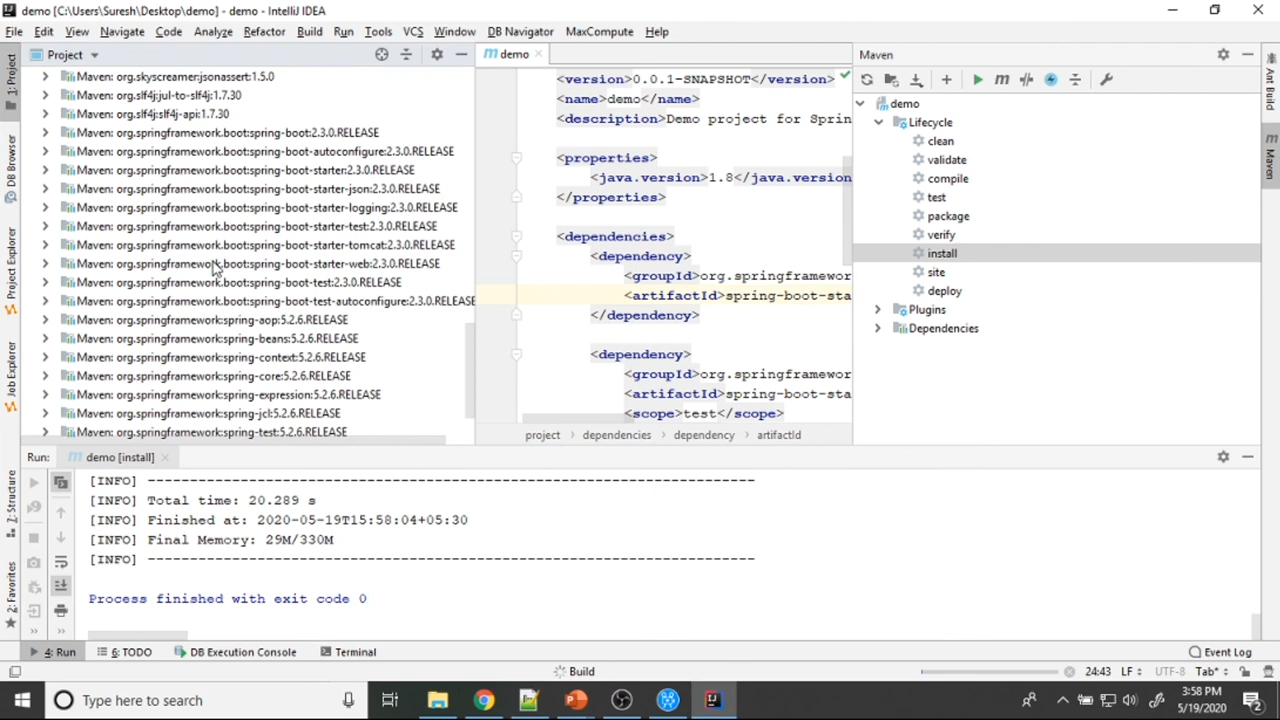 demo [C:\Users\Suresh\Desktop\demo] - demo - IntelliJ IDEA
File Edit View Navigate Code Analyze Refactor Build Run Tools VCS Window DB Navigator MaxCompute Help
1: Project
DB Browser
Project Explorer
Job Explorer
Z: Structure
2: Favorites
Project
Maven: org.skyscreamer:jsonassert:1.5.0
Maven: org.slf4j:jul-to-slf4j:1.7.30
Maven: org.slf4j:slf4j-api:1.7.30
Maven: org.springframework.boot:spring-boot:2.3.0.RELEASE
Maven: org.springframework.boot:spring-boot-autoconfigure:2.3.0.RELEASE
Maven: org.springframework.boot:spring-boot-starter:2.3.0.RELEASE
Maven: org.springframework.boot:spring-boot-starter-json:2.3.0.RELEASE
Maven: org.springframework.boot:spring-boot-starter-logging:2.3.0.RELEASE
Maven: org.springframework.boot:spring-boot-starter-test:2.3.0.RELEASE
Maven: org.springframework.boot:spring-boot-starter-tomcat:2.3.0.RELEASE
Maven: org.springframework.boot:spring-boot-starter-web:2.3.0.RELEASE
Maven: org.springframework.boot:spring-boot-test:2.3.0.RELEASE
Maven: org.springframework.boot:spring-boot-test-autoconfigure:2.3.0.RELEASE
Maven: org.springframework:spring-aop:5.2.6.RELEASE
Maven: org.springframework:spring-beans:5.2.6.RELEASE
Maven: org.springframework:spring-context:5.2.6.RELEASE
Maven: org.springframework:spring-core:5.2.6.RELEASE
Maven: org.springframework:spring-expression:5.2.6.RELEASE
Maven: org.springframework:spring-jcl:5.2.6.RELEASE
Maven: org.springframework:spring-test:5.2.6.RELEASE
demo
<version>0.0.1-SNAPSHOT</version>
<name>demo</name>
<description>Demo project for Sprin
<properties>
<java.version>1.8</java.version
</properties>
<dependencies>
<dependency>
<groupId>org.springframewor
<artifactId>spring-boot-sta
</dependency>
<dependency>
<groupId>org.springframewor
<artifactId>spring-boot-sta
<scope>test</scope>
project dependencies dependency artifactId
Maven
demo
Lifecycle
clean
validate
compile
test
package
verify
install
site
deploy
Plugins
Dependencies
Ant Build
Maven
Run: demo [install]
[INFO] ------------------------------------------------------------------------
[INFO] Total time: 20.289 s
[INFO] Finished at: 2020-05-19T15:58:04+05:30
[INFO] Final Memory: 29M/330M
[INFO] ------------------------------------------------------------------------
Process finished with exit code 0
4: Run 6: TODO DB Execution Console Terminal Event Log
Build 24:43 LF UTF-8 Tab*
Type here to search
3:58 PM
5/19/2020
2